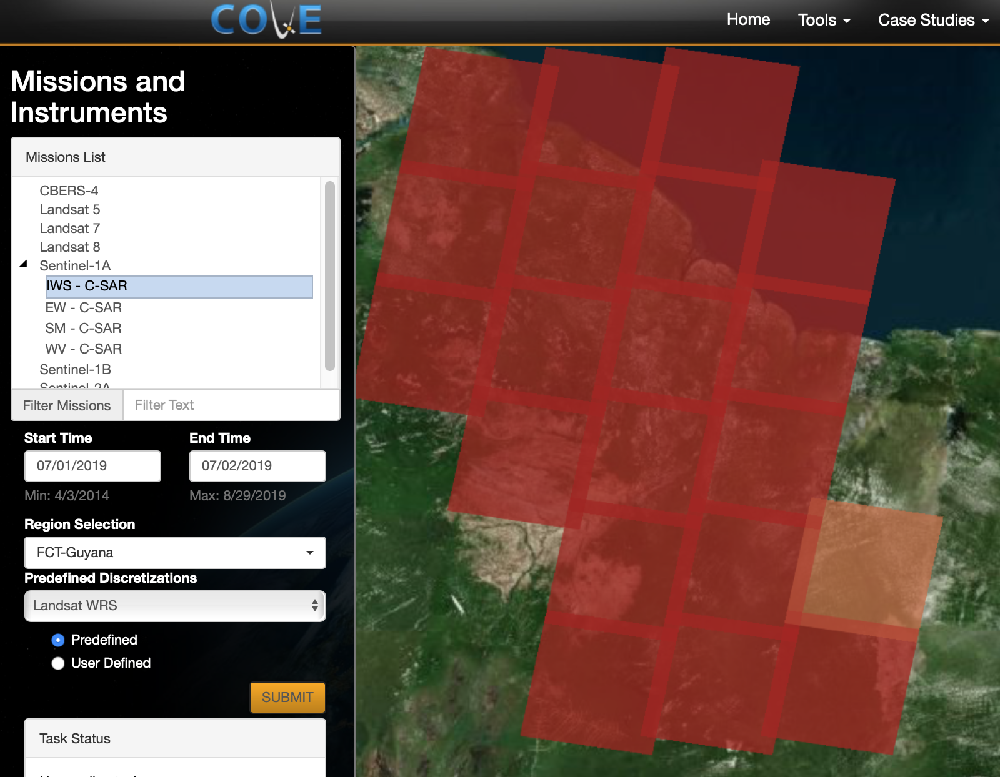 COVE
Home Tools Case Studies
Missions and
Instruments
Missions List
CBERS-4
Landsat 5
Landsat 7
Landsat 8
Sentinel-1A
IWS - C-SAR
EW - C-SAR
SM - C-SAR
WV - C-SAR
Sentinel-1B
Sentinel-2A
Filter Missions Filter Text
Start Time End Time
07/01/2019 07/02/2019
Min: 4/3/2014 Max: 8/29/2019
Region Selection
FCT-Guyana
Predefined Discretizations
Landsat WRS
Predefined
User Defined
SUBMIT
Task Status